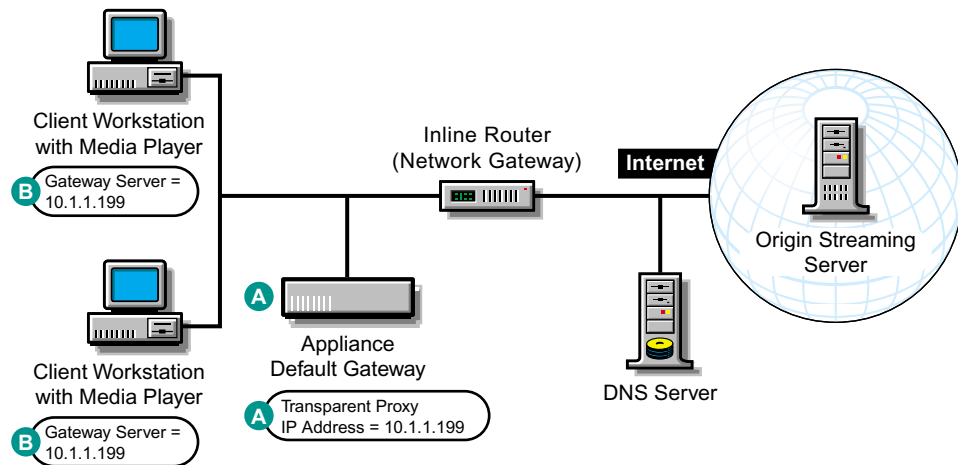 Client Workstation
with Media Player
B
Gateway Server =
10.1.1.199
Client Workstation
with Media Player
B
Gateway Server =
10.1.1.199
A
Appliance
Default Gateway
A
Transparent Proxy
IP Address = 10.1.1.199
Inline Router
(Network Gateway)
Internet
DNS Server
Origin Streaming
Server